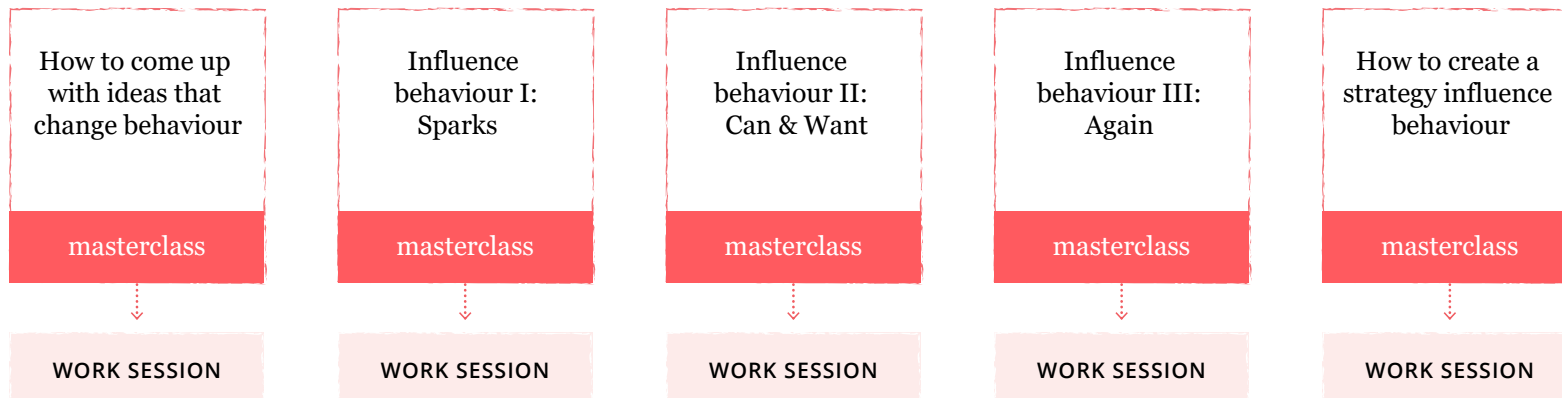 How to come up
with ideas that
change behaviour
masterclass
WORK SESSION
Influence
behaviour I:
Sparks
masterclass
WORK SESSION
Influence
behaviour II:
Can & Want
masterclass
WORK SESSION
Influence
behaviour III:
Again
masterclass
WORK SESSION
How to create a
strategy influence
behaviour
masterclass
WORK SESSION